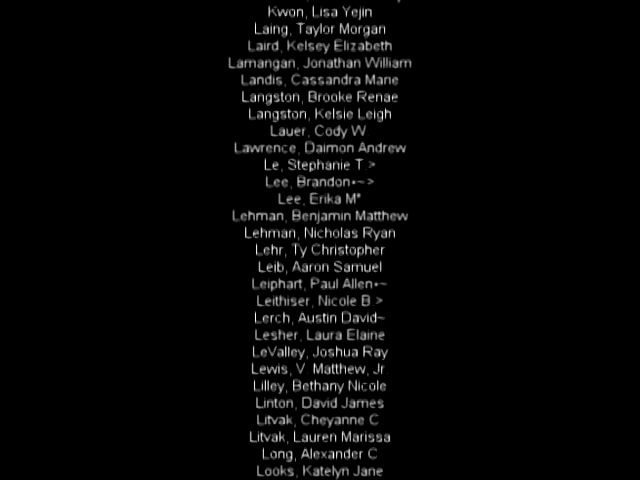 Kwon, Lisa Yejin
Laing, Taylor Morgan
Laird, Kelsey Elizabeth
Lamangan, Jonathan William
Landis, Cassandra Marie
Langston, Brooke Renae
Langston, Kelsie Leigh
Lauer, Cody W.
Lawrence, Daimon Andrew
Le, Stephanie T >
Lee, Brandon•~>
Lee, Erika M*
Lehman, Benjamin Matthew
Lehman, Nicholas Ryan
Lehr, Ty Christopher
Leib, Aaron Samuel
Leiphart, Paul Allen•~
Leithiser, Nicole B >
Lerch, Austin David~
Lesher, Laura Elaine
LeValley, Joshua Ray
Lewis, V. Matthew, Jr.
Lilley, Bethany Nicole
Linton, David James
Litvak, Cheyanne C
Litvak, Lauren Marissa
Long, Alexander C
Looks, Katelyn Jane